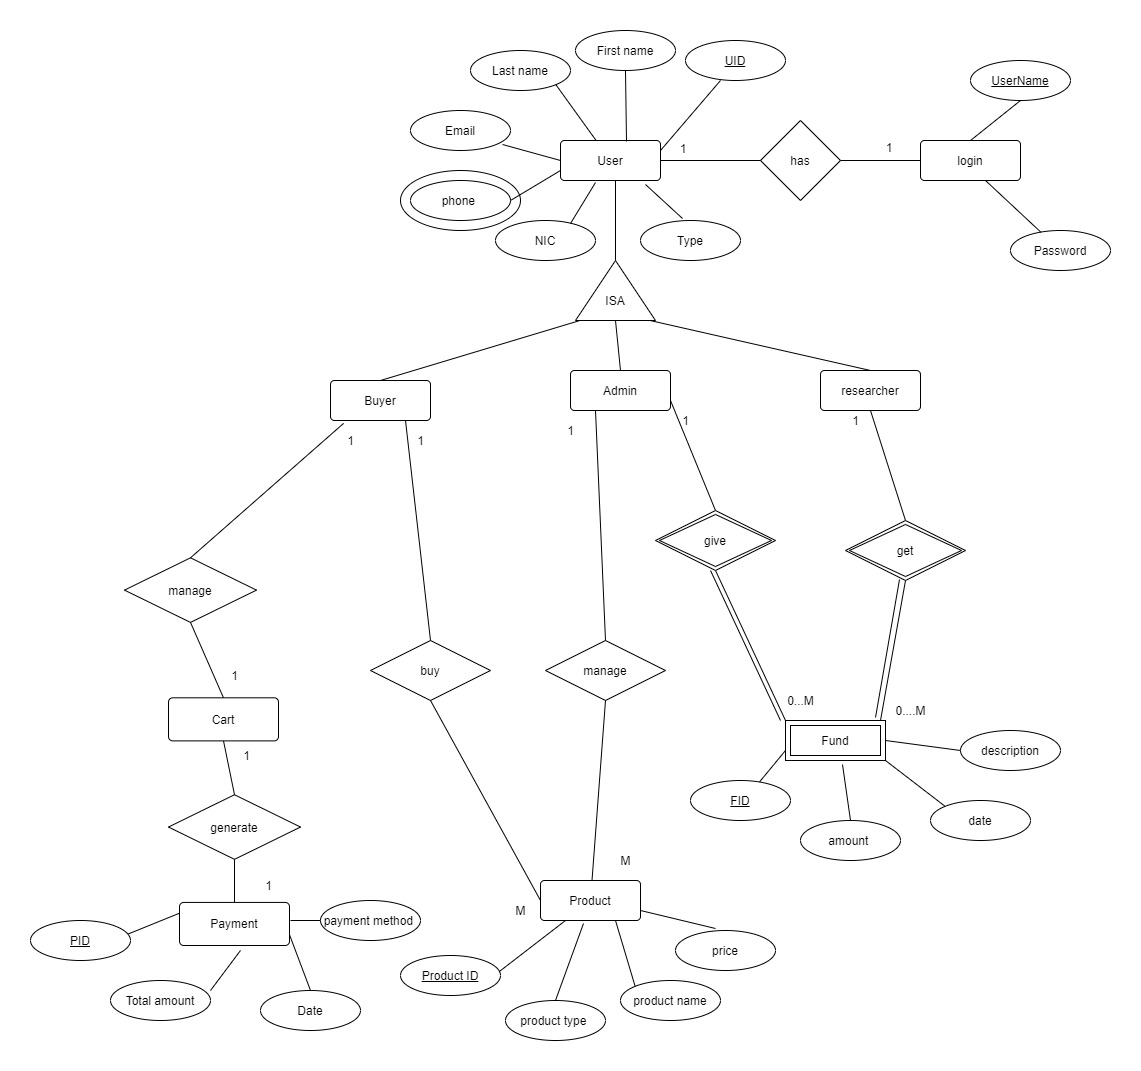 First name
UID
Last name
UserName
Email
User
1
has
1
login
phone
NIC
Type
Password
ISA
Buyer
Admin
researcher
1
1
1
1
1
give
get
manage
buy
manage
1
0...M
0....M
Cart
Fund
description
1
FID
date
generate
amount
1
M
Product
M
Payment
payment method
PID
price
Product ID
Total amount
Date
product name
product type